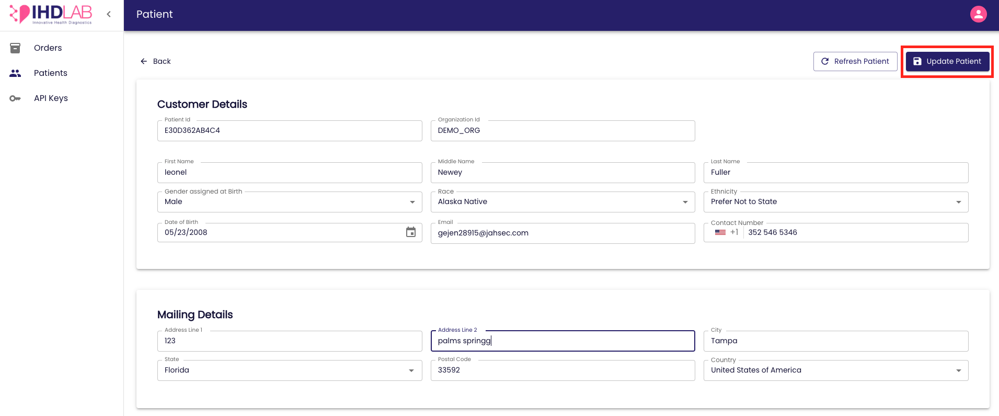 IHDLAB
Innovative Health Diagnostics
Patient
Orders
Patients
API Keys
Back
Refresh Patient
Update Patient
Customer Details
Patient Id
E30D362AB4C4
Organization Id
DEMO_ORG
First Name
leonel
Middle Name
Newey
Last Name
Fuller
Gender assigned at Birth
Male
Race
Alaska Native
Ethnicity
Prefer Not to State
Date of Birth
05/23/2008
Email
gejen28915@jahsec.com
Contact Number
+1 352 546 5346
Mailing Details
Address Line 1
123
Address Line 2
palms springg
City
Tampa
State
Florida
Postal Code
33592
Country
United States of America